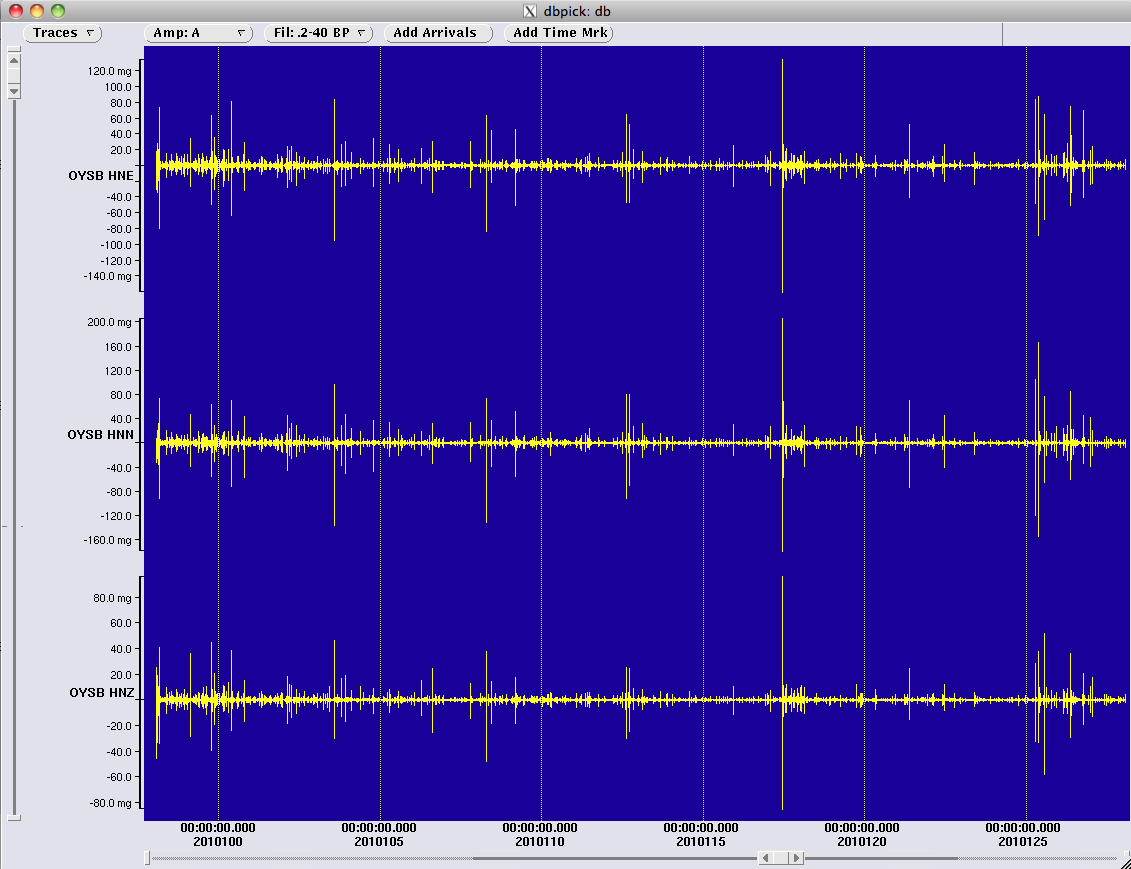 X dbpick: db
Traces Amp: A Fil: .2-40 BP Add Arrivals Add Time Mrk
120.0 mg
100.0
80.0
60.0
40.0
20.0
OYSB HNE
-40.0
-60.0
-80.0
-100.0
-120.0
-140.0 mg
200.0 mg
160.0
120.0
80.0
40.0
OYSB HNN
-40.0
-80.0
-120.0
-160.0 mg
80.0 mg
60.0
40.0
20.0
OYSB HNZ
-20.0
-40.0
-60.0
-80.0 mg
00:00:00.000 00:00:00.000 00:00:00.000 00:00:00.000 00:00:00.000 00:00:00.000
2010100 2010105 2010110 2010115 2010120 2010125